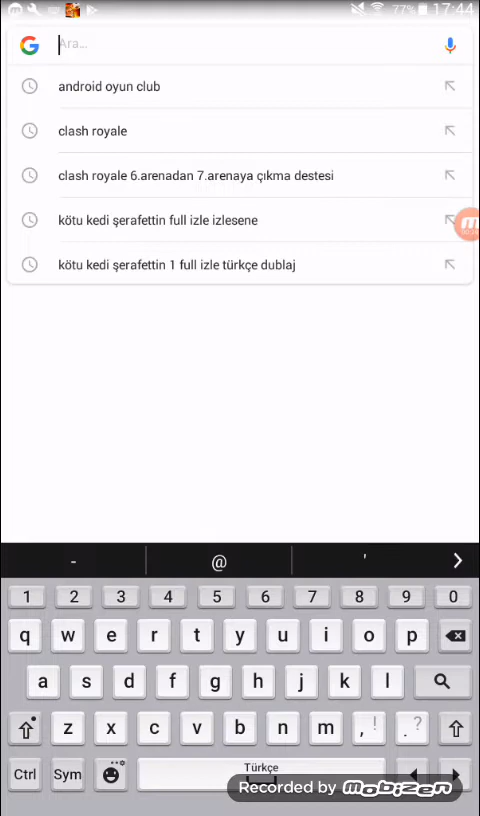 77% 17:44
Ara...
android oyun club
clash royale
clash royale 6.arenadan 7.arenaya çıkma destesi
kötu kedi şerafettin full izle izlesene
kötu kedi şerafettin 1 full izle türkçe dublaj
- @ '
1 2 3 4 5 6 7 8 9 0
q w e r t y u i o p
a s d f g h j k l
z x c v b n m , ! . ?
Ctrl Sym Türkçe
Recorded by mobizen